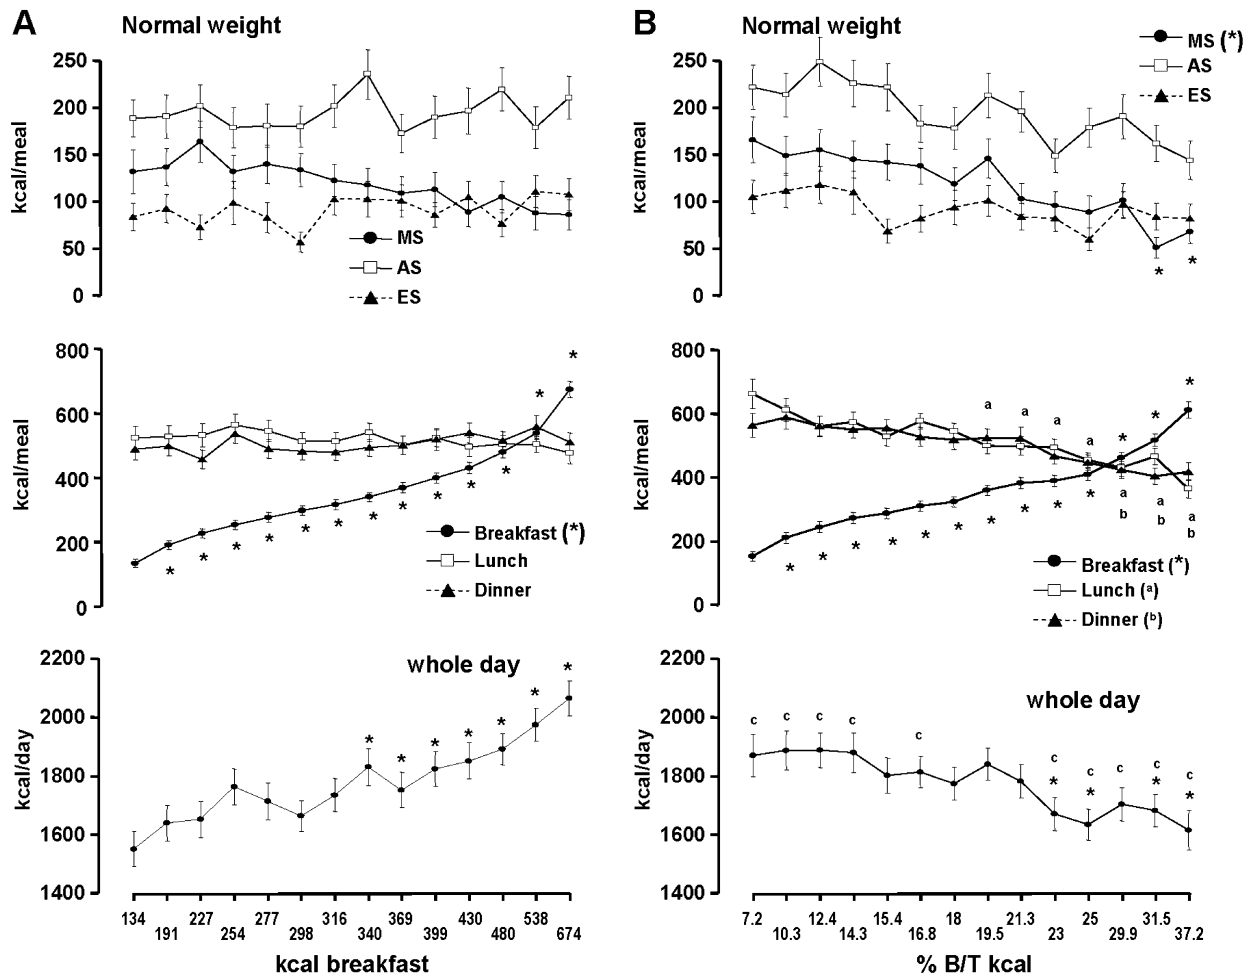 A
Normal weight
250
200
150
100
50
0
kcal/meal
MS
AS
ES
800
600
400
200
0
kcal/meal
*
*
* * * * * * * * * * *
Breakfast (*)
Lunch
Dinner
2200
2000
1800
1600
1400
kcal/day
whole day
* * * * * * *
134 227 277 316 369 430 538
191 254 298 340 399 480 674
kcal breakfast
B
Normal weight
MS (*)
AS
ES
250
200
150
100
50
0
kcal/meal
* *
800
600
400
200
0
kcal/meal
a a a a * * *
* * * * * * * * * *
a a a
b b b
Breakfast (*)
Lunch (a)
Dinner (b)
2200
2000
1800
1600
1400
kcal/day
whole day
c c c c c c c c c c
* * * *
7.2 12.4 15.4 18 21.3 25 31.5
10.3 14.3 16.8 19.5 23 29.9 37.2
% B/T kcal